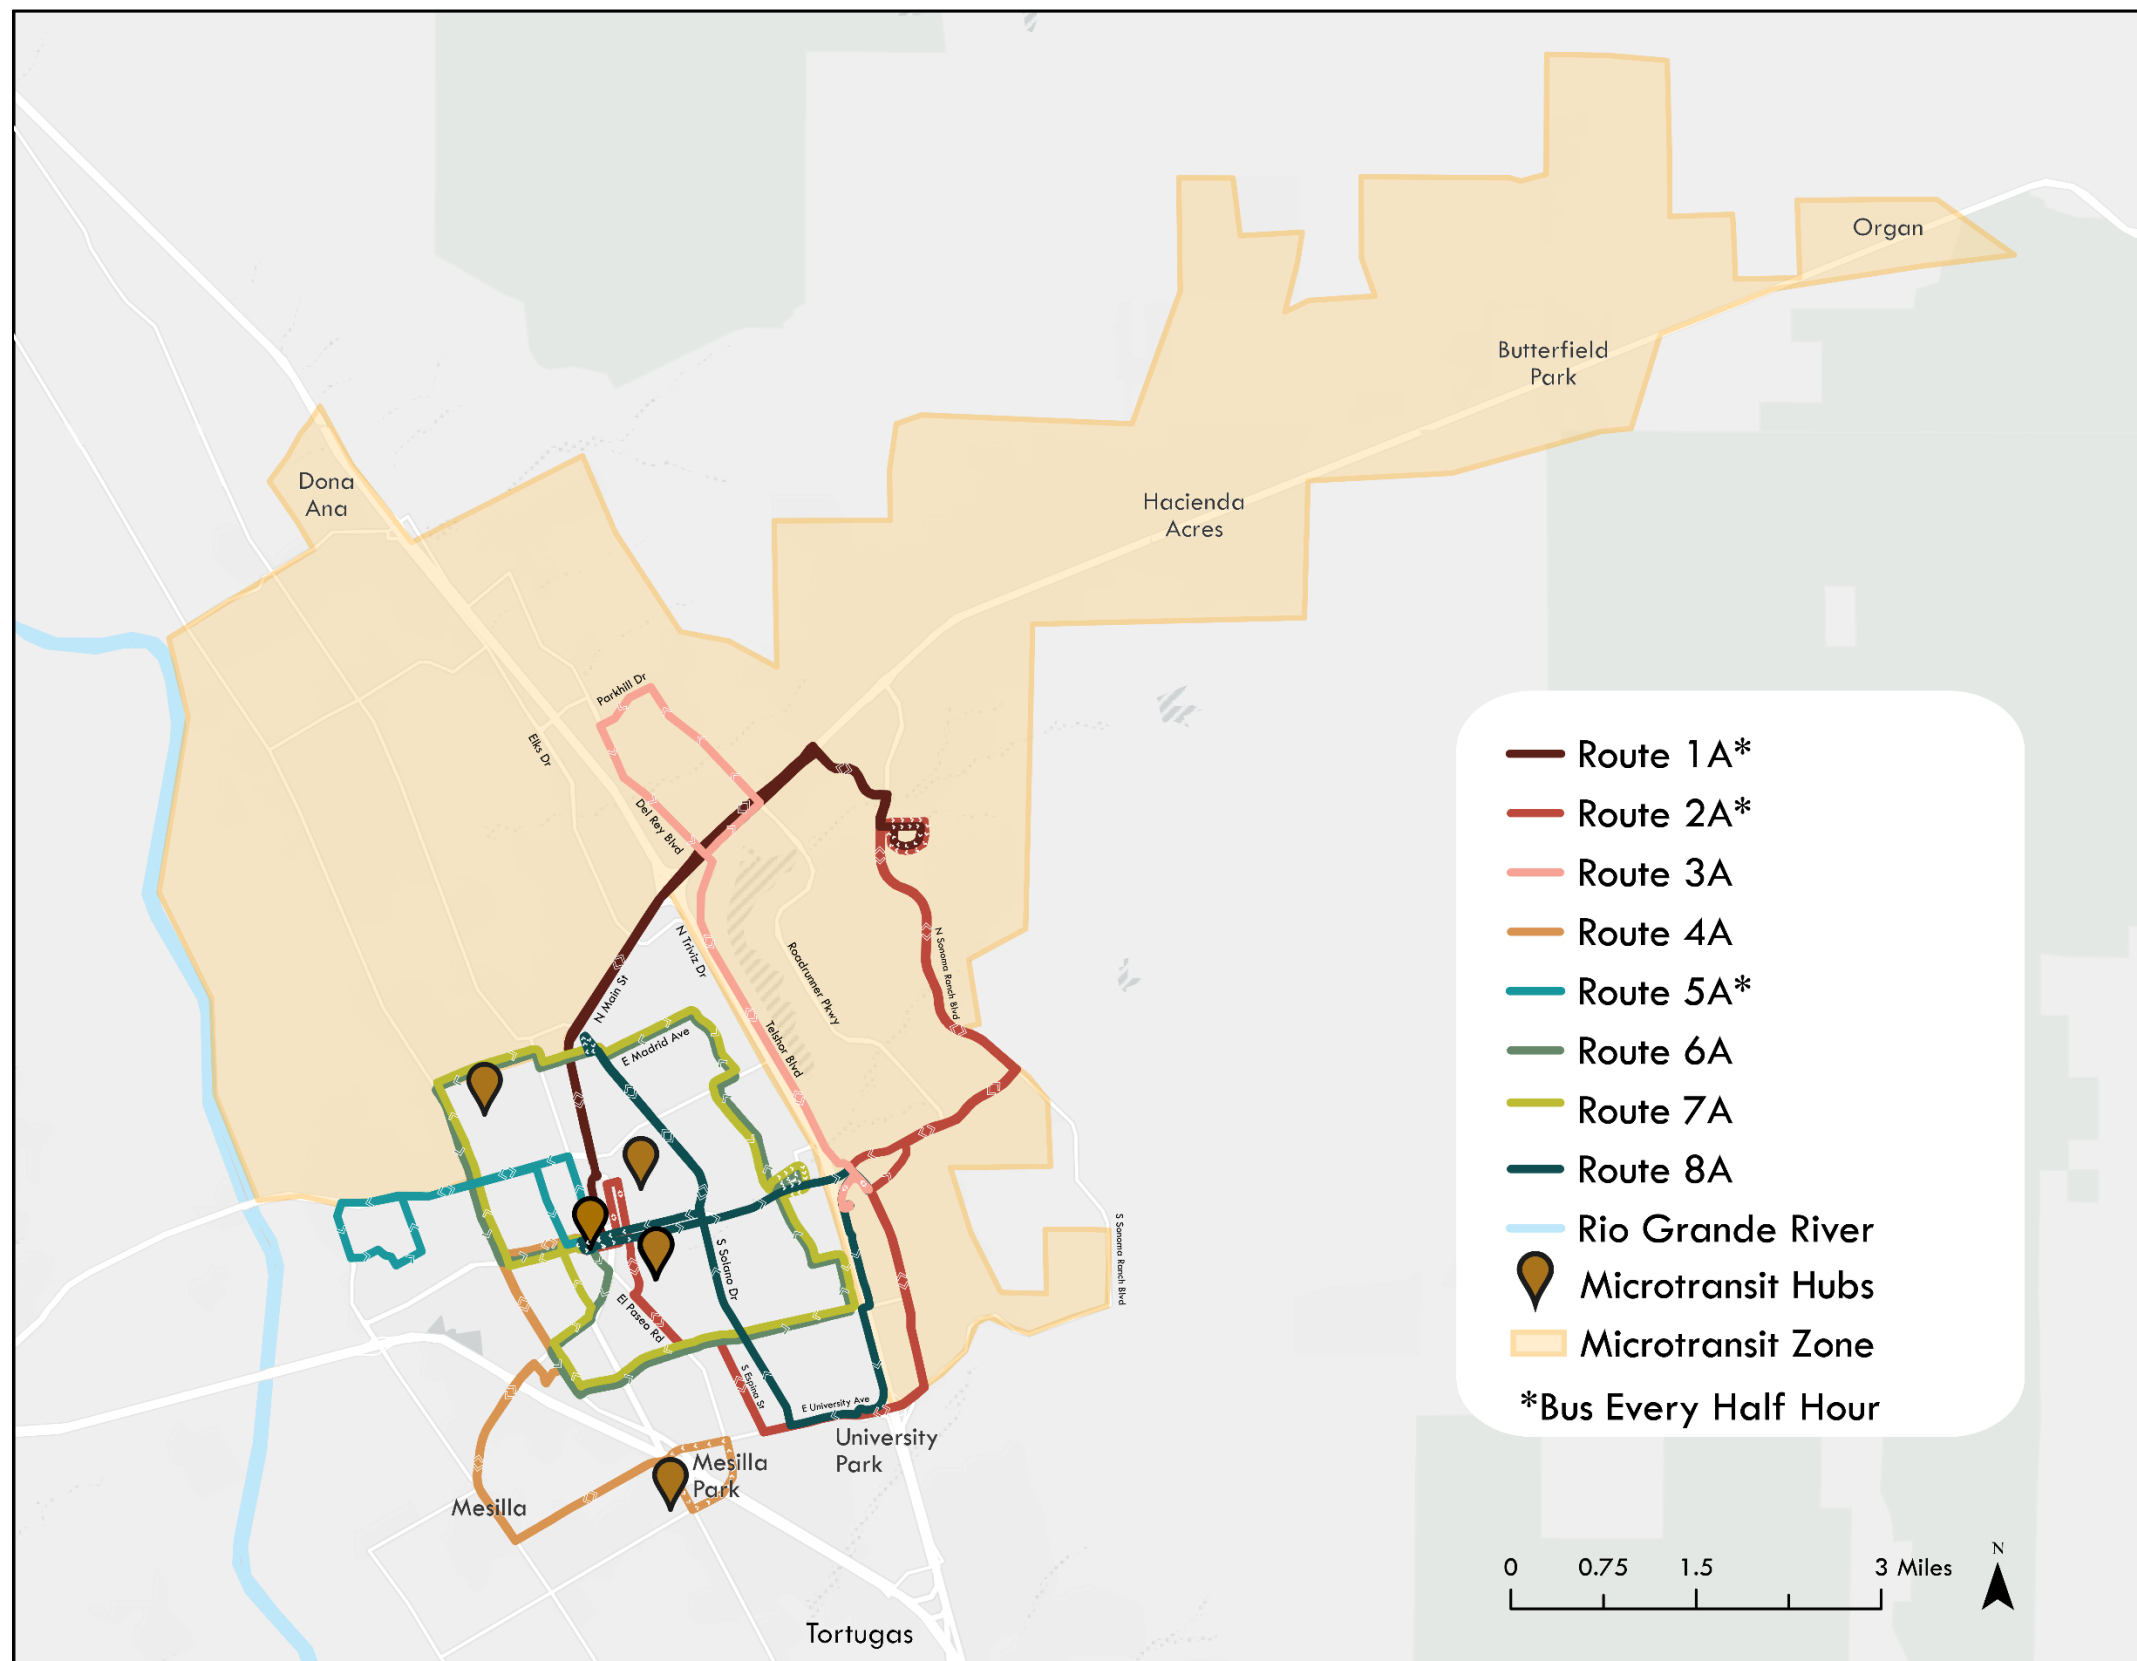 Organ
Butterfield
Park
Dona
Ana
Hacienda
Acres
Parkhill Dr
Elks Dr
Del Rey Blvd
N Triviz Dr
N Main St
Roadrunner Pkwy
N Sonoma Ranch Blvd
Telshor Blvd
E Madrid Ave
S Solano Dr
S Sonoma Ranch Blvd
El Paseo Rd
S Espina St
E University Ave
University
Park
Mesilla
Park
Mesilla
Tortugas
Route 1A*
Route 2A*
Route 3A
Route 4A
Route 5A*
Route 6A
Route 7A
Route 8A
Rio Grande River
Microtransit Hubs
Microtransit Zone
*Bus Every Half Hour
0 0.75 1.5 3 Miles
N